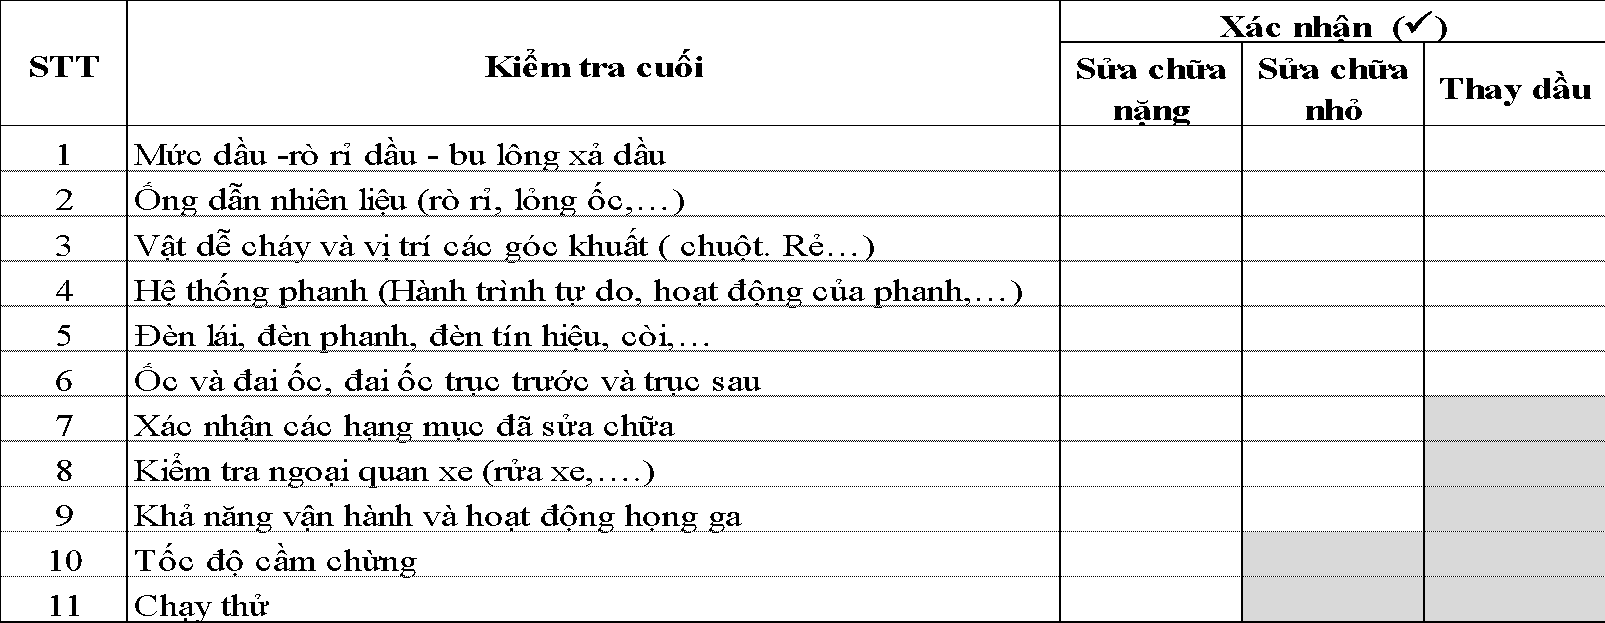 STT Kiểm tra cuối Xác nhận (✓)
Sửa chữa nặng Sửa chữa nhỏ Thay dầu
1 Mức dầu -rò rỉ dầu - bu lông xả dầu
2 Ống dẫn nhiên liệu (rò rỉ, lỏng ốc,...)
3 Vật dễ cháy và vị trí các góc khuất ( chuột. Rẻ...)
4 Hệ thống phanh (Hành trình tự do, hoạt động của phanh,...)
5 Đèn lái, đèn phanh, đèn tín hiệu, còi,...
6 Ốc và đai ốc, đai ốc trục trước và trục sau
7 Xác nhận các hạng mục đã sửa chữa
8 Kiểm tra ngoại quan xe (rửa xe,....)
9 Khả năng vận hành và hoạt động họng ga
10 Tốc độ cầm chừng
11 Chạy thử